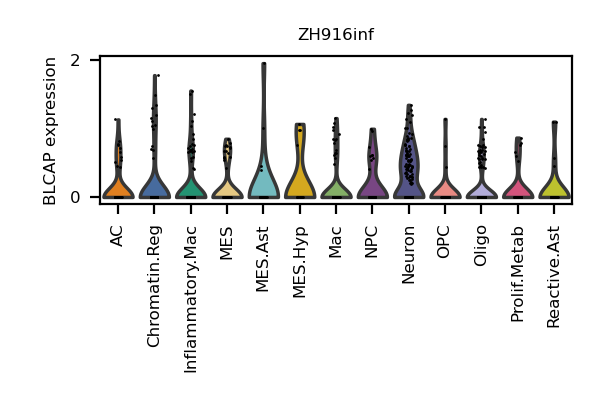 ZH916inf
BLCAP expression
2
0
AC
Chromatin.Reg
Inflammatory.Mac
MES
MES.Ast
MES.Hyp
Mac
NPC
Neuron
OPC
Oligo
Prolif.Metab
Reactive.Ast